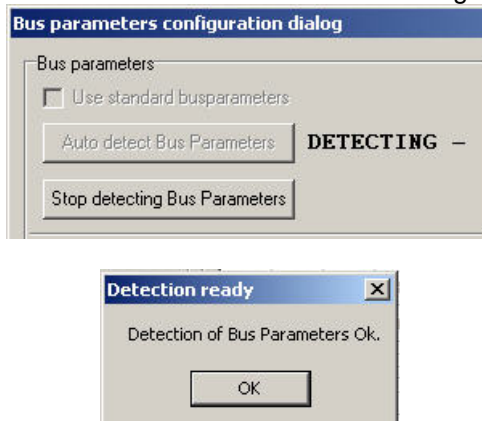 Bus parameters configuration dialog
Bus parameters
Use standard busparameters
Auto detect Bus Parameters DETECTING -
Stop detecting Bus Parameters
Detection ready
Detection of Bus Parameters Ok.
OK